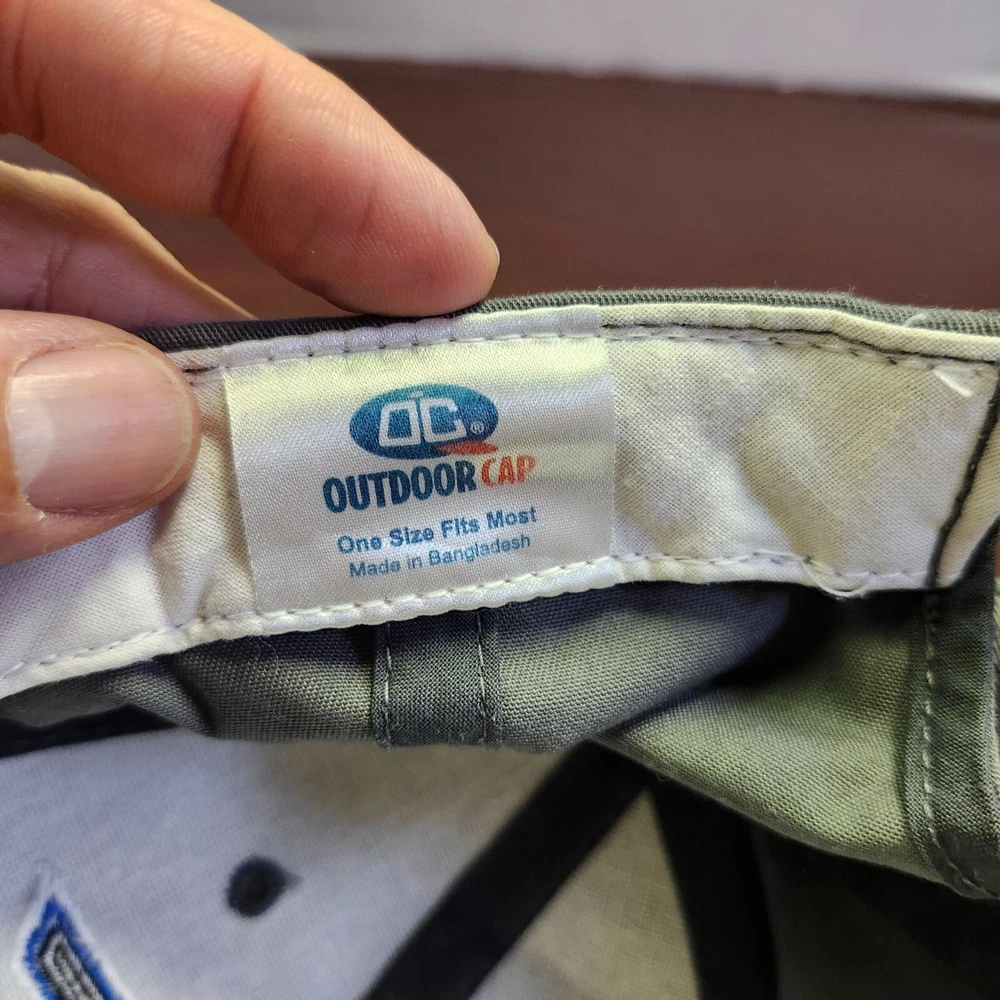 OC®
OUTDOOR CAP
One Size Fits Most
Made in Bangladesh